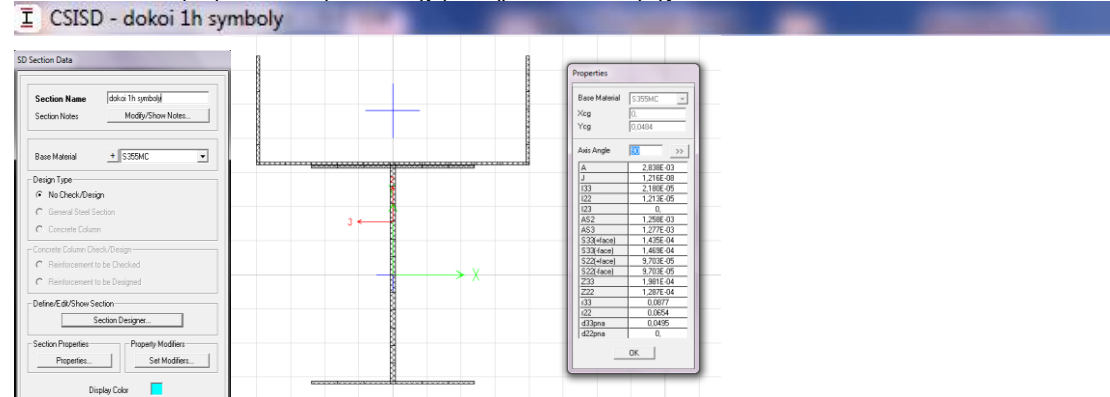 CSISD - dokoi 1h symboly
SD Section Data
Section Name dokoi 1h symboly
Section Notes Modify/Show Notes...
Base Material + S355MC
Design Type
No Check/Design
General Steel Section
Concrete Column
Concrete Column Check/Design
Reinforcement to be Checked
Reinforcement to be Designed
Define/Edit/Show Section
Section Designer...
Section Properties Property Modifiers
Properties... Set Modifiers...
Display Color
X
Properties
Base Material S355MC
Xcg 0,
Ycg 0,0484
Axis Angle 90 >>
A 2,838E-03
J 1,216E-08
I33 2,180E-05
I22 1,213E-05
I23 0,
AS2 1,258E-03
AS3 1,277E-03
S33(+face) 1,435E-04
S33(-face) 1,469E-04
S22(+face) 9,703E-05
S22(-face) 9,703E-05
Z33 1,981E-04
Z22 1,287E-04
r33 0,0877
r22 0,0654
d33pna 0,0495
d22pna 0,
OK